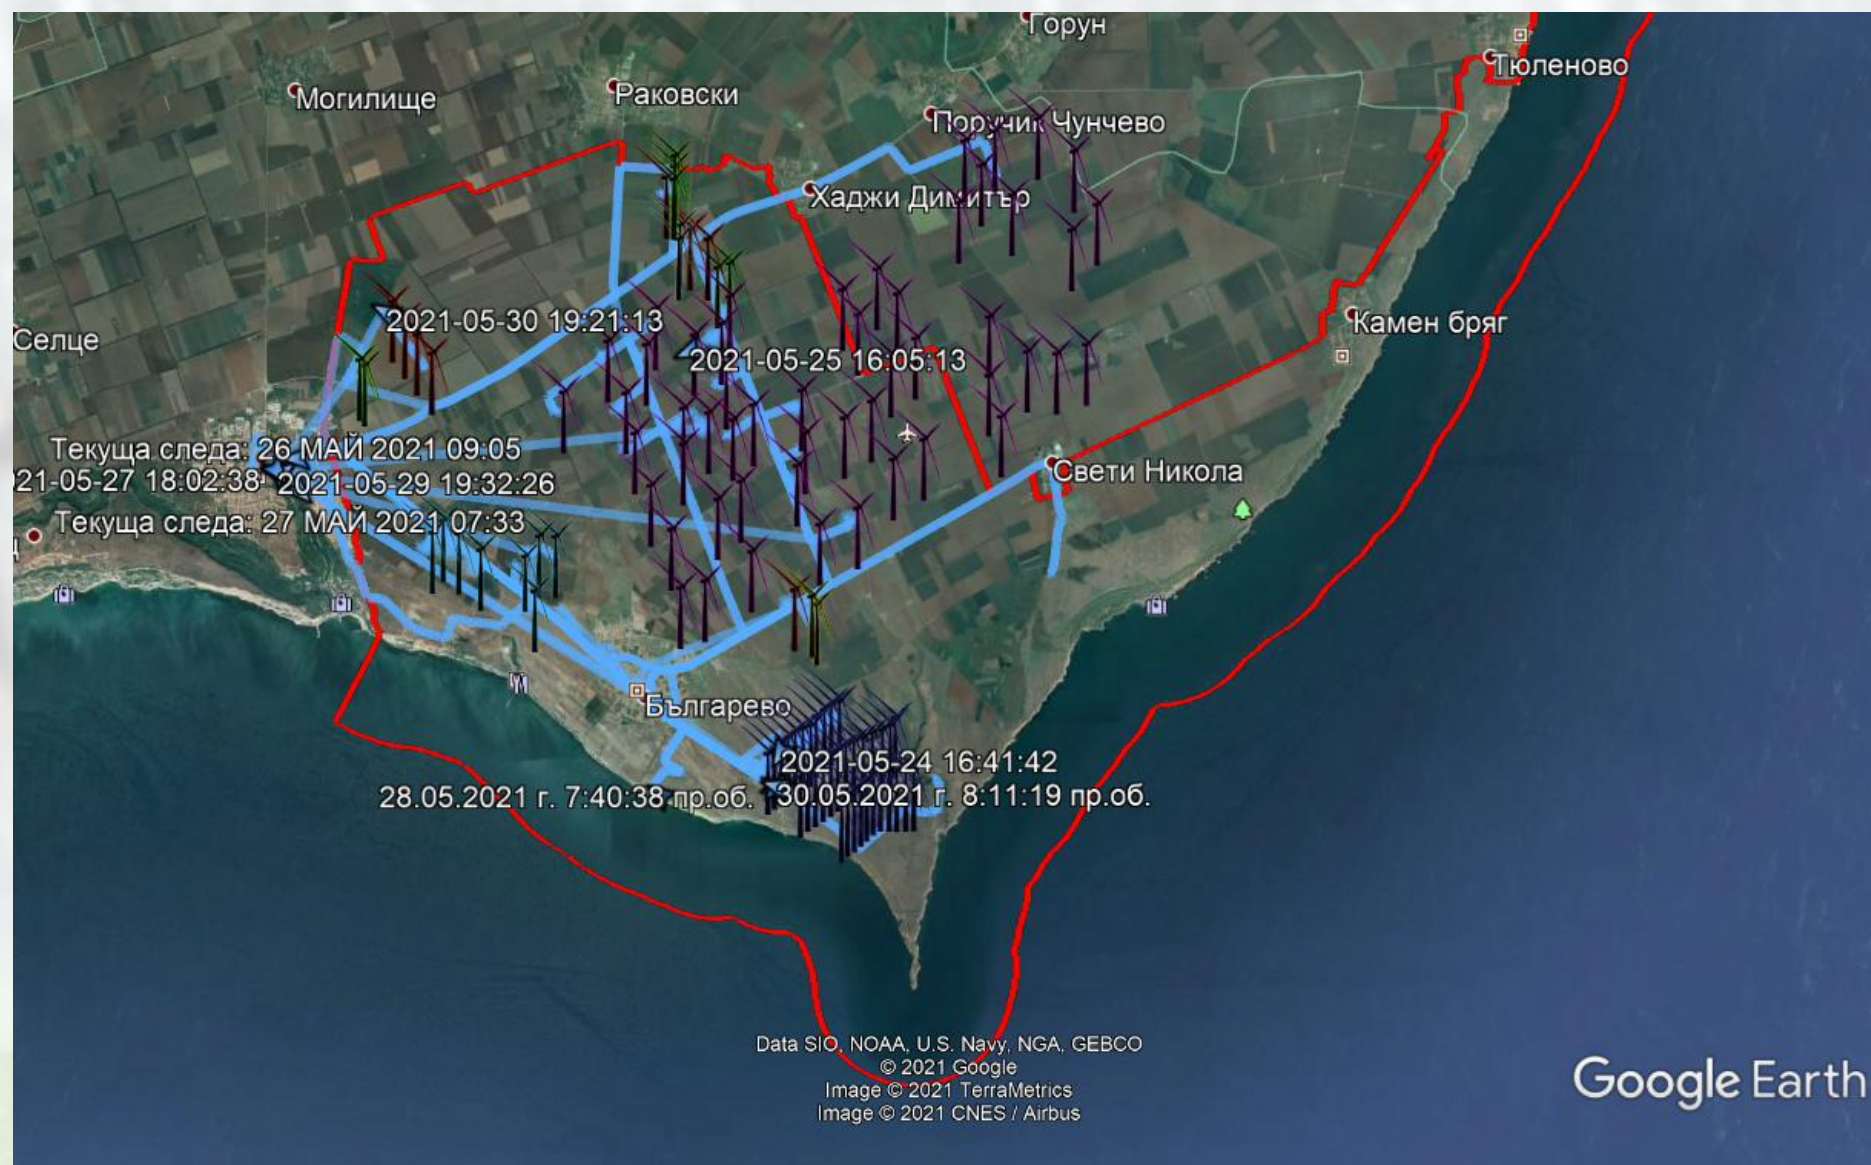 Горун
Тюленово
Могилище
Раковски
Поручик Чунчево
Хаджи Димитър
2021-05-30 19:21:13
Камен бряг
Селце
2021-05-25 16:05:13
Текуща следа: 26 МАЙ 2021 09:05
Свети Никола
21-05-27 18:02:38
2021-05-29 19:32:26
Текуща следа: 27 МАЙ 2021 07:33
Българево
2021-05-24 16:41:42
28.05.2021 г. 7:40:38 пр.об.
30.05.2021 г. 8:11:19 пр.об.
Data SIO, NOAA, U.S. Navy, NGA, GEBCO
© 2021 Google
Image © 2021 TerraMetrics
Image © 2021 CNES / Airbus
Google Earth